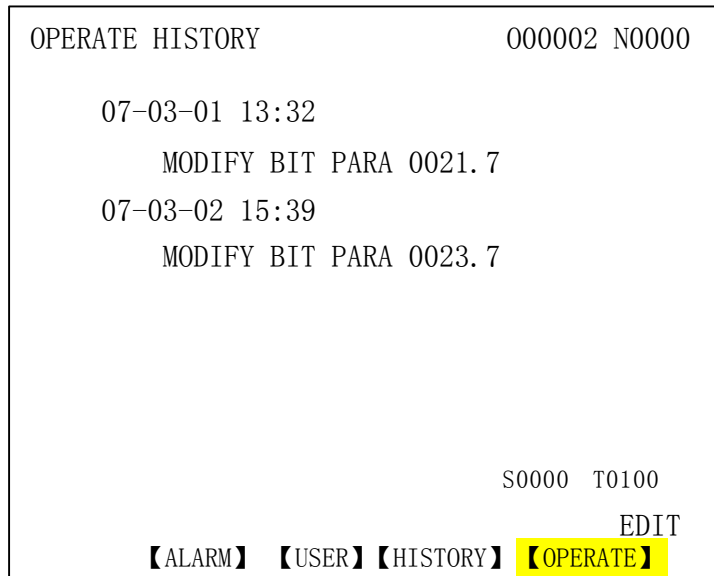 OPERATE HISTORY O00002 N0000
07-03-01 13:32
MODIFY BIT PARA 0021.7
07-03-02 15:39
MODIFY BIT PARA 0023.7
S0000 T0100
EDIT
【ALARM】 【USER】【HISTORY】 【OPERATE】